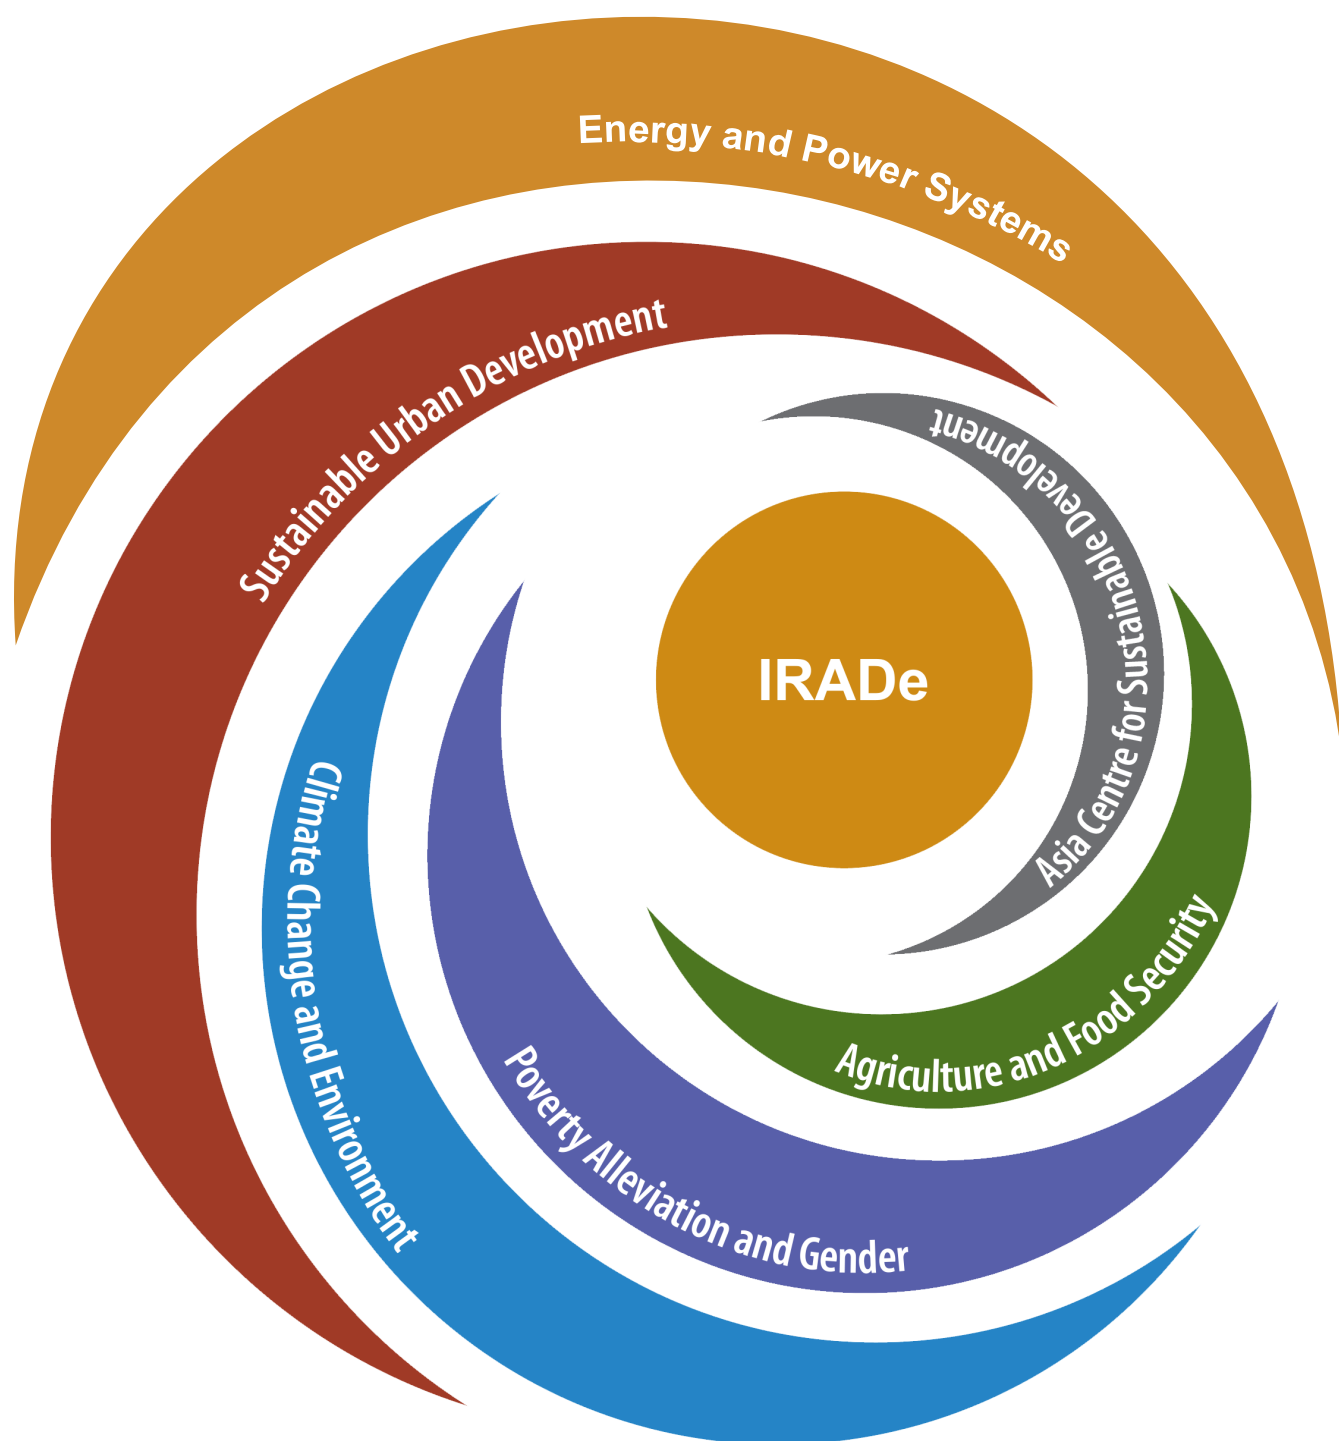 Energy and Power Systems
Sustainable Urban Development
Asia Centre for Sustainable Development
IRADe
Climate Change and Environment
Agriculture and Food Security
Poverty Alleviation and Gender